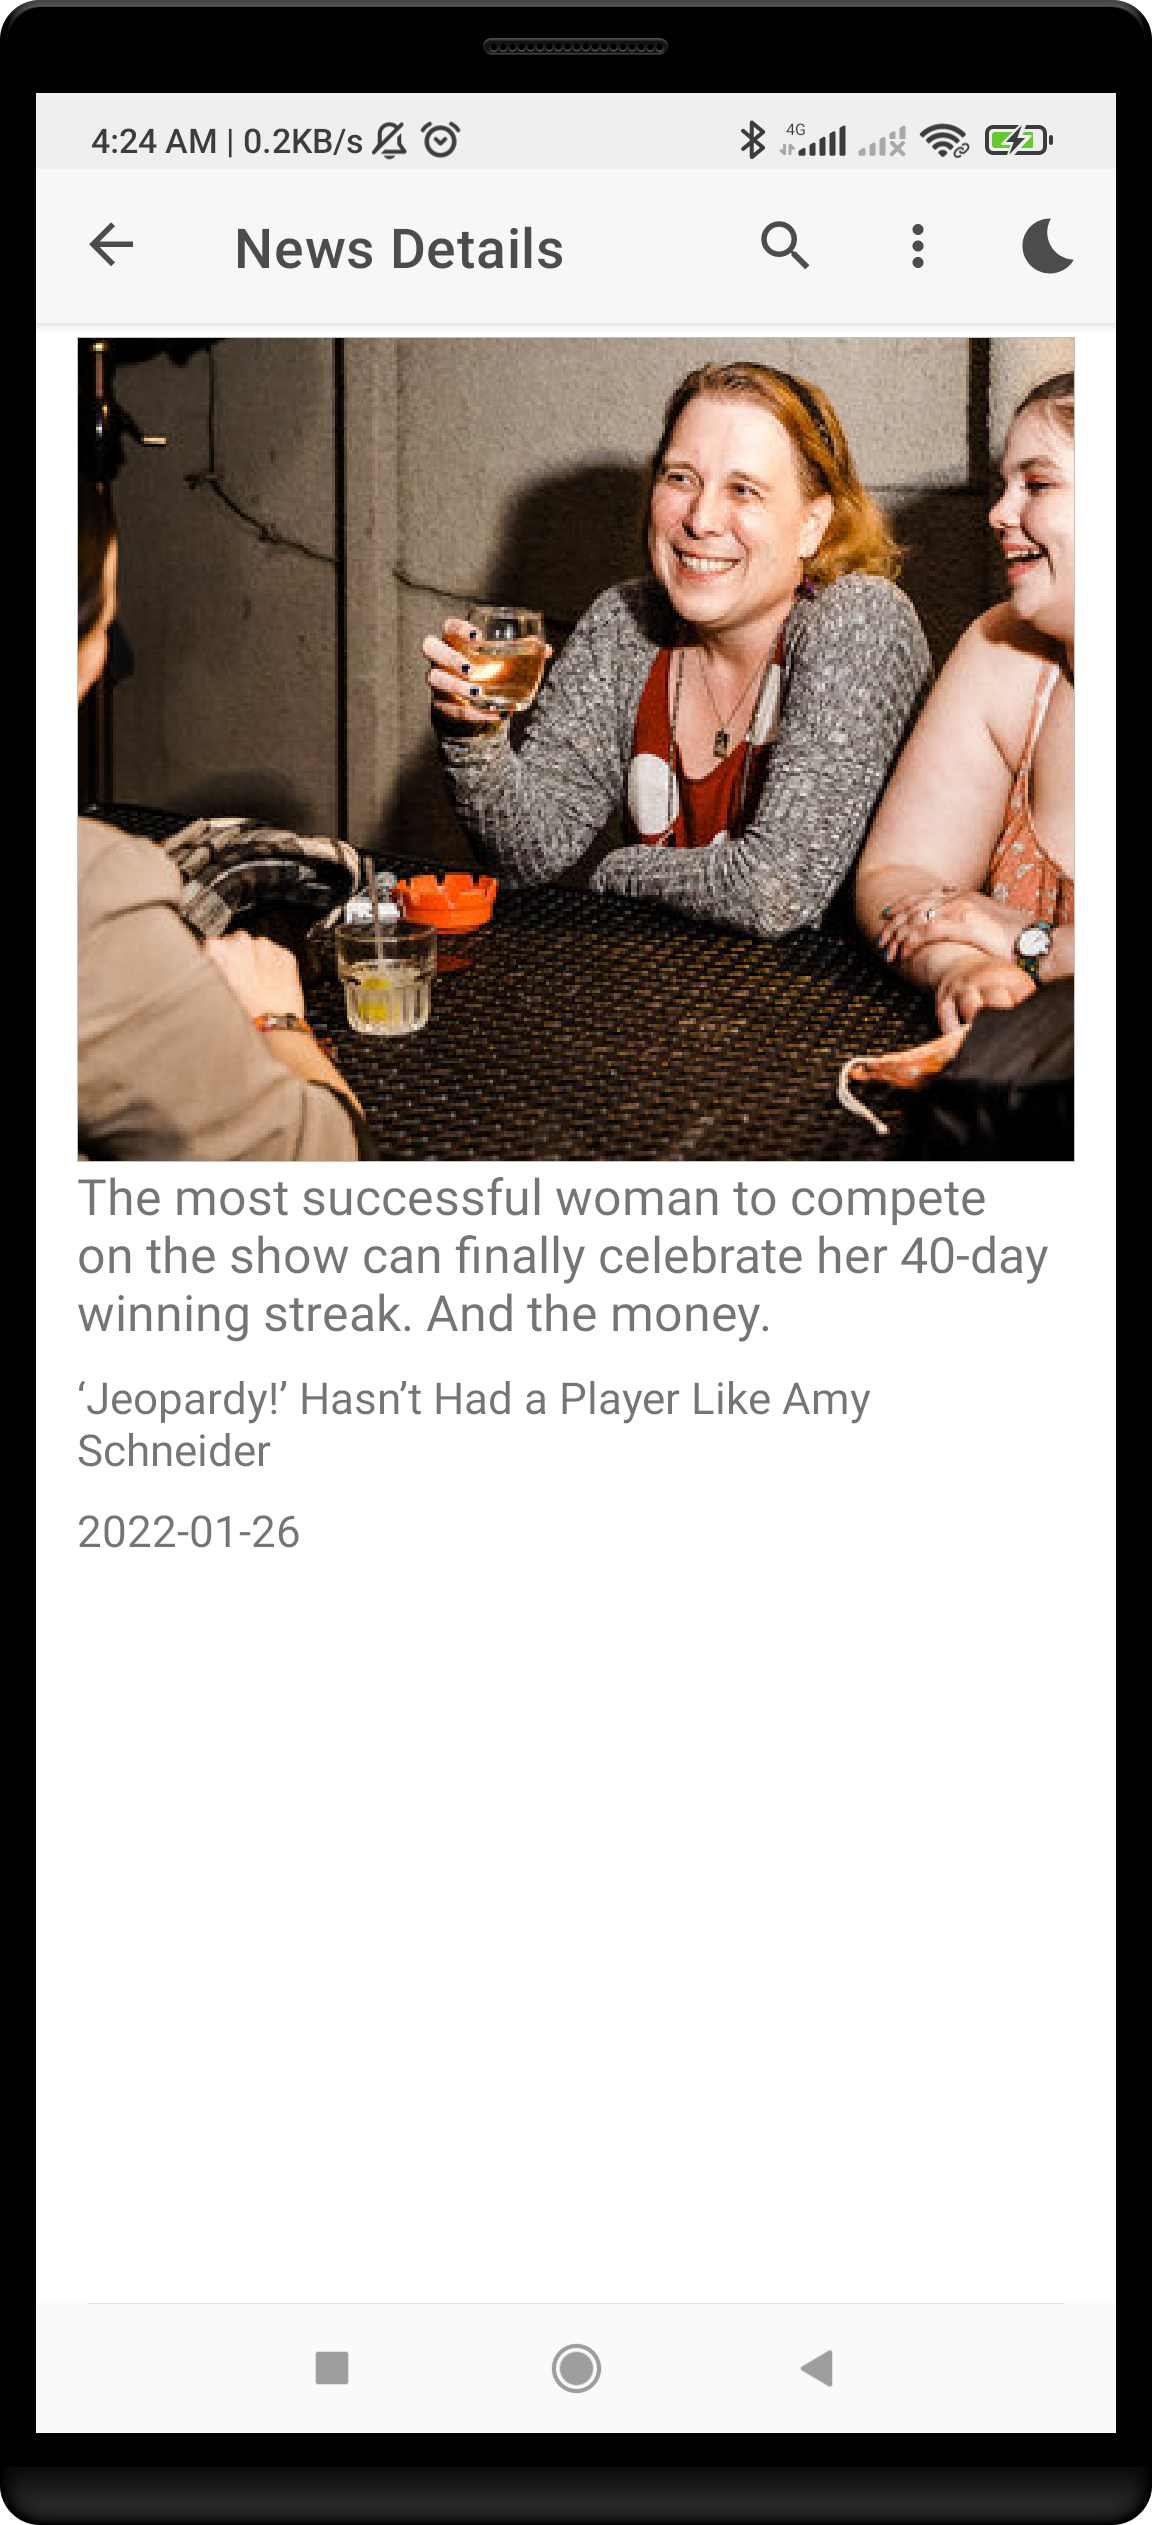 4:24 AM | 0.2KB/s
4G
News Details
The most successful woman to compete
on the show can finally celebrate her 40-day
winning streak. And the money.
‘Jeopardy!’ Hasn’t Had a Player Like Amy
Schneider
2022-01-26